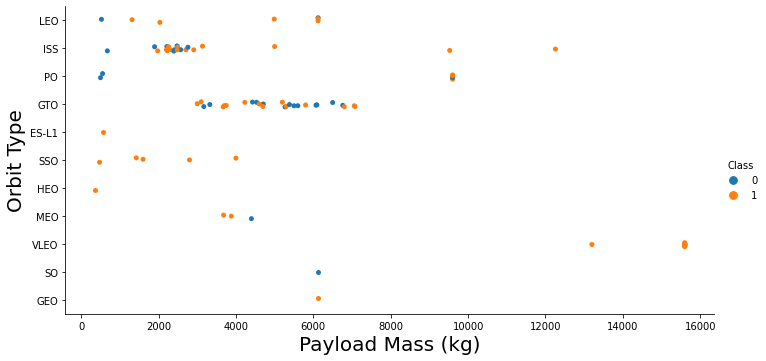 Orbit Type
LEO
ISS
PO
GTO
ES-L1
SSO
HEO
MEO
VLEO
SO
GEO
0
2000
4000
6000
8000
10000
12000
14000
16000
Payload Mass (kg)
Class
0
1